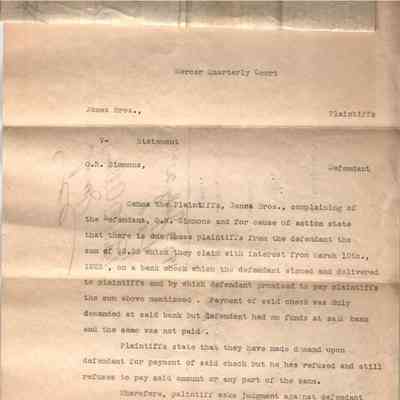 Mercer Quarterly Court
Bros., Plaintiffs
V- Statement
Simmons, Defendant
Comes the Plaintiffs, Bros., complaining of
the defendant, Simmons and for cause of action state
that there is due these plaintiffs from the defendant the
sum of which they claim with interest from March 10th.,
on a bank check which the defendant signed and delivered
to plaintiffs and by which defendant promised to pay plaintiffs
the sum above mentioned. Payment of said check was duly
demanded at said bank but defendant had no funds at said bank
and the same was not paid.
Plaintiffs state that they have made demand upon
defendant for payment of said check but he has refused and still
refuses to pay said amount or any part of the same.
Wherefore, palintiff asks judgment against defendant